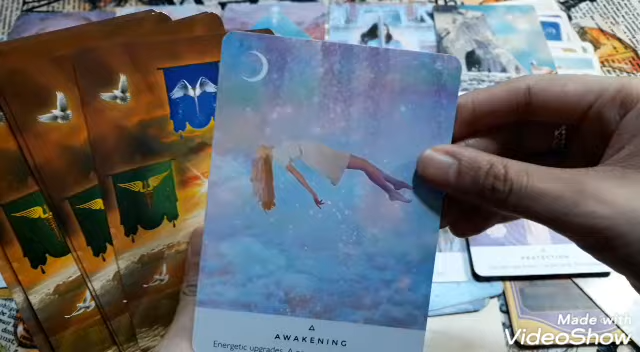 AWAKENING
Energetic upgrades. A
PROTECTION
Made with
VideoShow